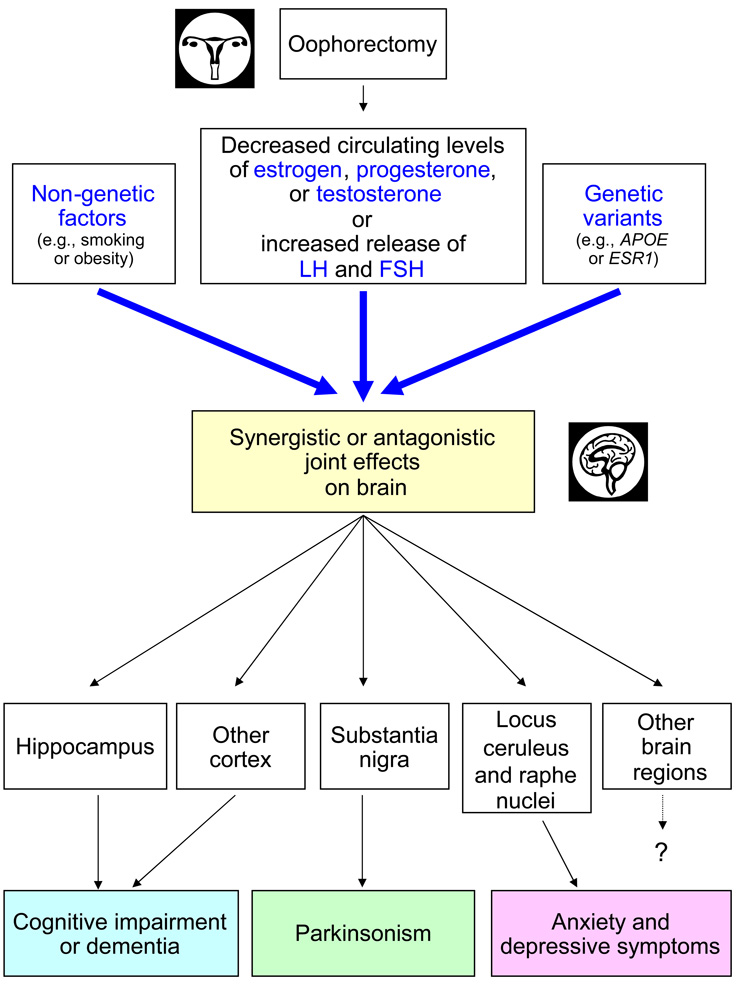 Oophorectomy
Decreased circulating levels
of estrogen, progesterone,
or testosterone
or
increased release of
LH and FSH
Non-genetic
factors
(e.g., smoking
or obesity)
Genetic
variants
(e.g., APOE
or ESR1)
Synergistic or antagonistic
joint effects
on brain
Hippocampus
Other
cortex
Substantia
nigra
Locus
ceruleus
and raphe
nuclei
Other
brain
regions
?
Cognitive impairment
or dementia
Parkinsonism
Anxiety and
depressive symptoms